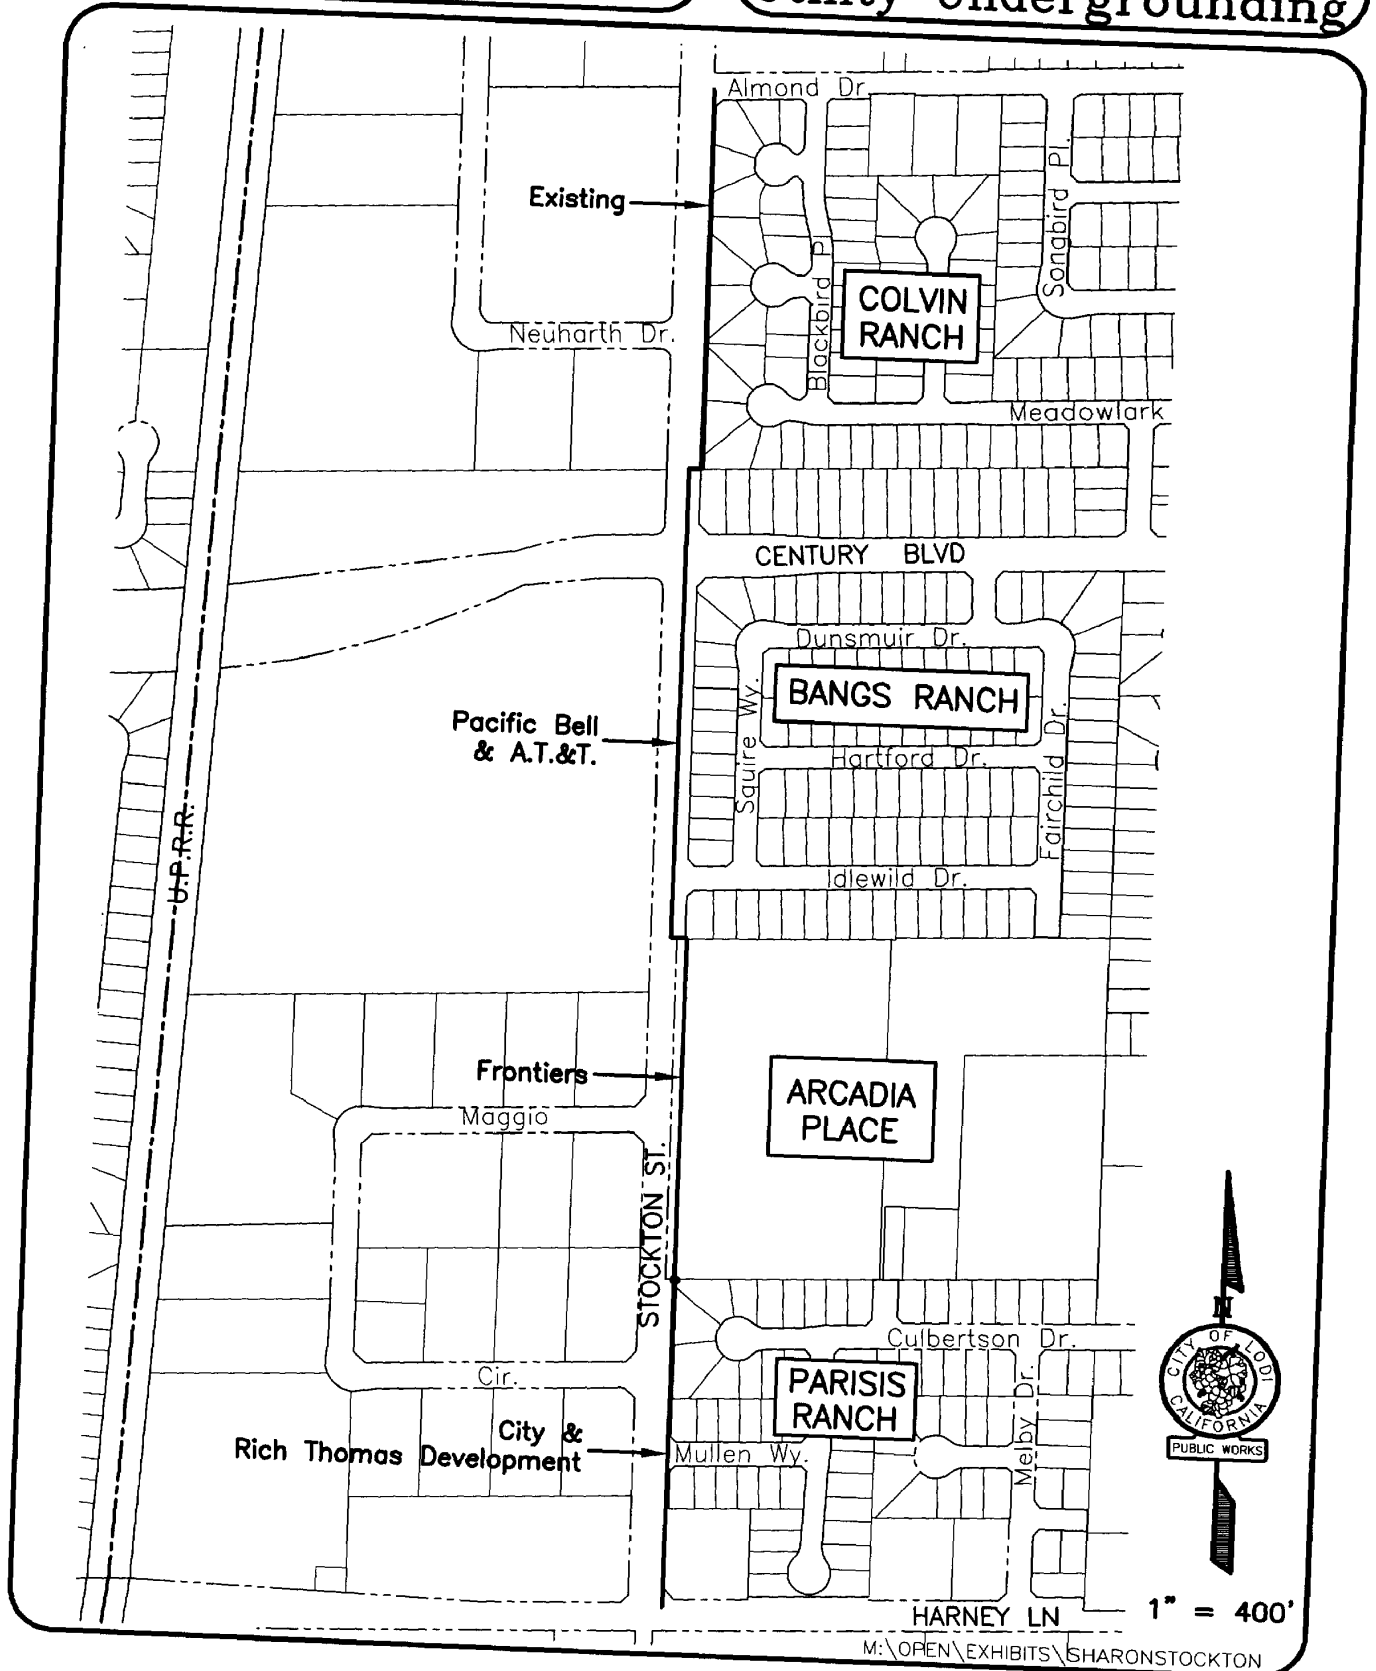 Undergrounding
Almond Dr.
Existing
Songbird Pl.
Blackbird Pl
COLVIN
RANCH
Neuharth Dr.
Meadowlark
CENTURY BLVD
Dunsmuir Dr.
BANGS RANCH
Pacific Bell
& A.T.&T.
Squire Wy.
Hartford Dr.
Fairchild Dr.
U.P.R.R.
Idlewild Dr.
Frontiers
ARCADIA
PLACE
Maggio
STOCKTON ST.
N
Culbertson Dr.
CITY OF LODI
CALIFORNIA
PUBLIC WORKS
Cir.
PARISIS
RANCH
Melby Dr.
City &
Rich Thomas Development
Mullen Wy.
HARNEY LN
1" = 400'
M:\OPEN\EXHIBITS\SHARONSTOCKTON